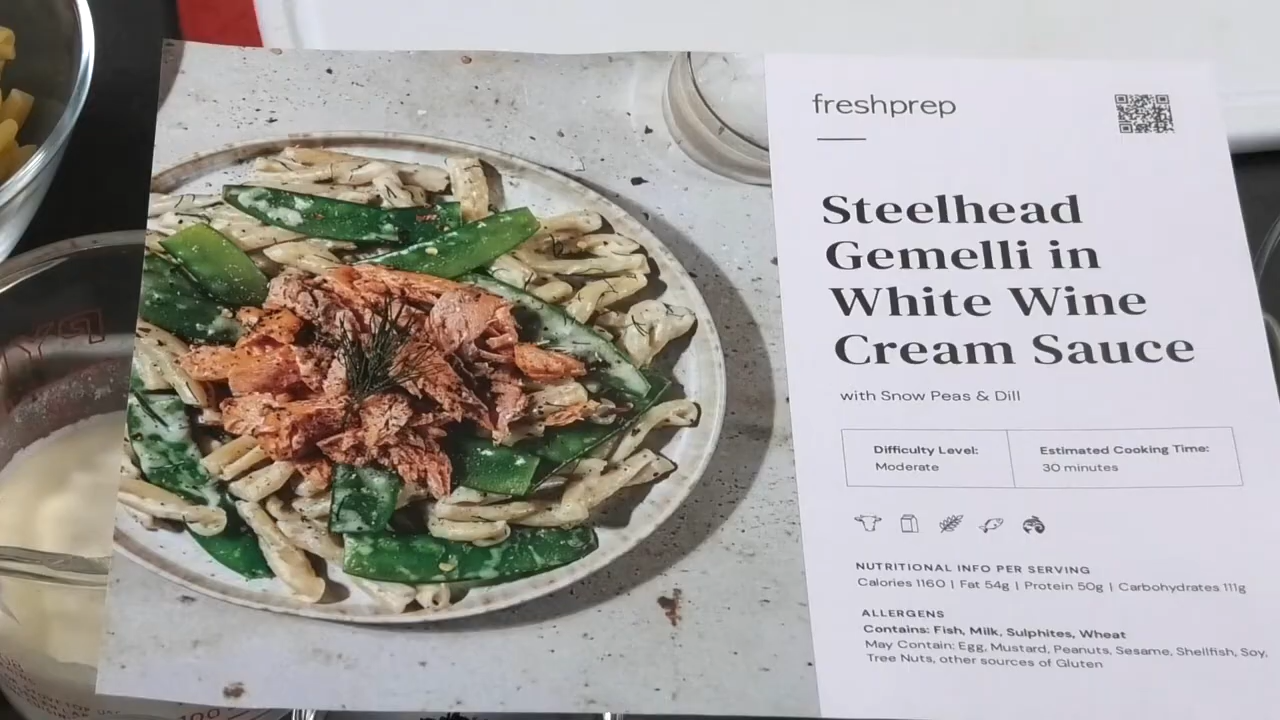 freshprep
Steelhead
Gemelli in
White Wine
Cream Sauce
with Snow Peas & Dill
Difficulty Level:
Moderate
Estimated Cooking Time:
30 minutes
NUTRITIONAL INFO PER SERVING
Calories 1160 | Fat 54g | Protein 50g | Carbohydrates 111g
ALLERGENS
Contains: Fish, Milk, Sulphites, Wheat
May Contain: Egg, Mustard, Peanuts, Sesame, Shellfish, Soy,
Tree Nuts, other sources of Gluten
100